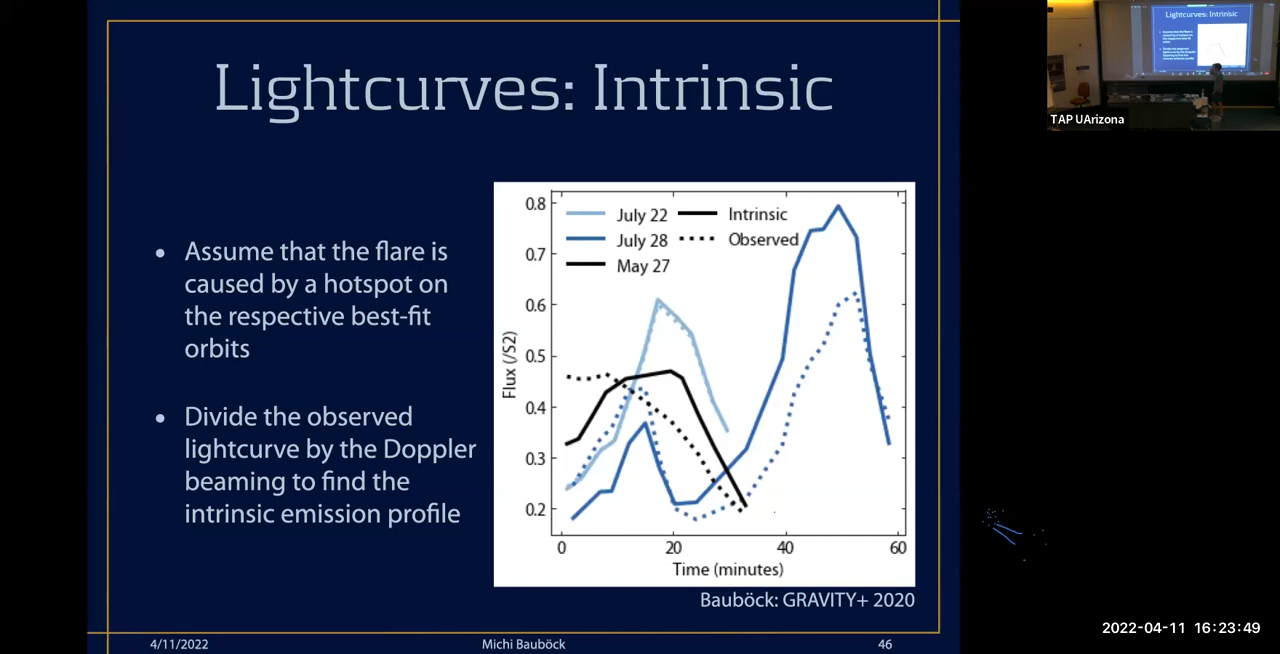 Lightcurves: Intrinsic
• Assume that the flare is
caused by a hotspot on
the respective best-fit
orbits
• Divide the observed
lightcurve by the Doppler
beaming to find the
intrinsic emission profile
July 22
July 28
May 27
Intrinsic
Observed
Flux (/S2)
0.8
0.7
0.6
0.5
0.4
0.3
0.2
0 20 40 60
Time (minutes)
Bauböck: GRAVITY+ 2020
4/11/2022 Michi Bauböck 46
Lightcurves: Intrinsic
TAP UArizona
2022-04-11 16:23:49